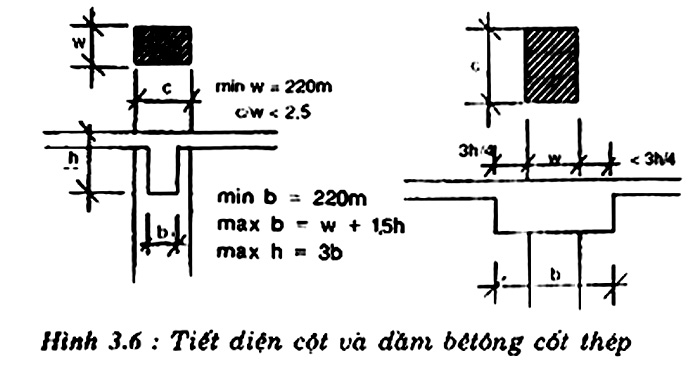 w
c
min w = 220m
c/w < 2,5
h
b
min b = 220m
max b = w + 1,5h
max h = 3b
c
3h/4
w
< 3h/4
b
Hình 3.6 : Tiết diện cột và dầm bêtông cốt thép